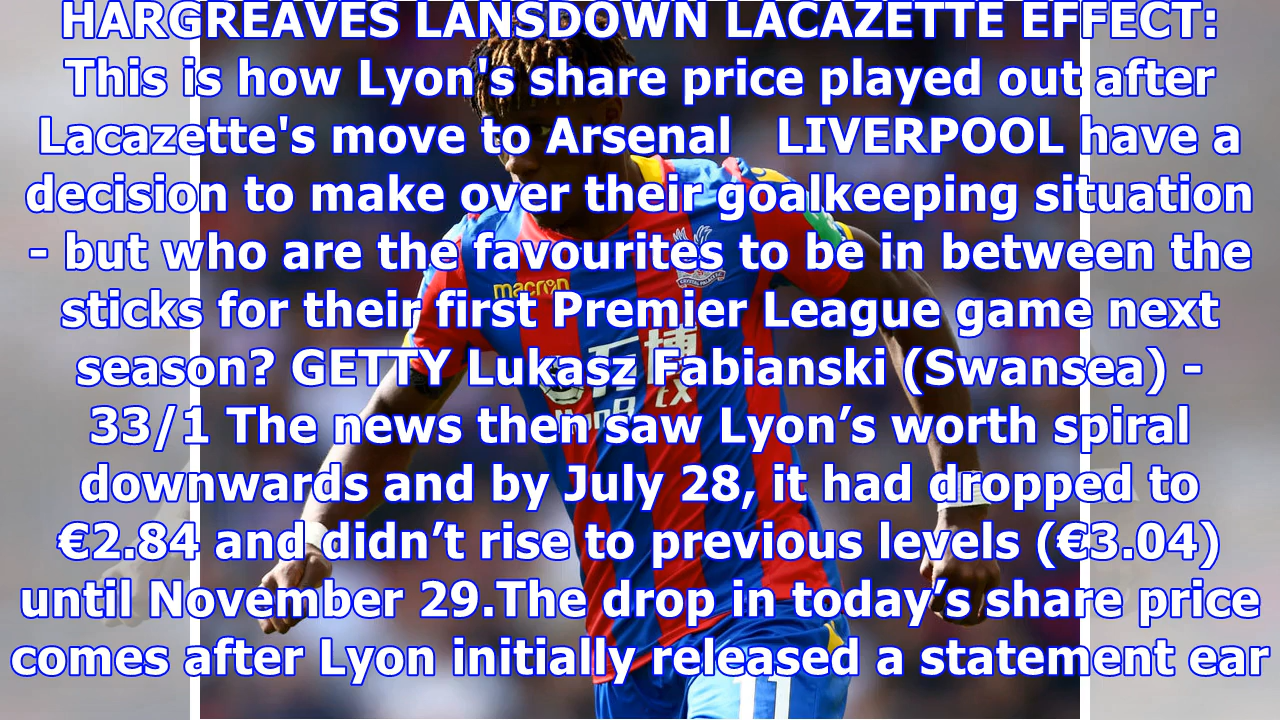 HARGREAVES LANSDOWN LACAZETTE EFFECT:
This is how Lyon's share price played out after
Lacazette's move to Arsenal   LIVERPOOL have a
decision to make over their goalkeeping situation
- but who are the favourites to be in between the
sticks for their first Premier League game next
season? GETTY Lukasz Fabianski (Swansea) -
33/1 The news then saw Lyon’s worth spiral
downwards and by July 28, it had dropped to
€2.84 and didn’t rise to previous levels (€3.04)
until November 29.The drop in today’s share price
comes after Lyon initially released a statement ear
macron
11